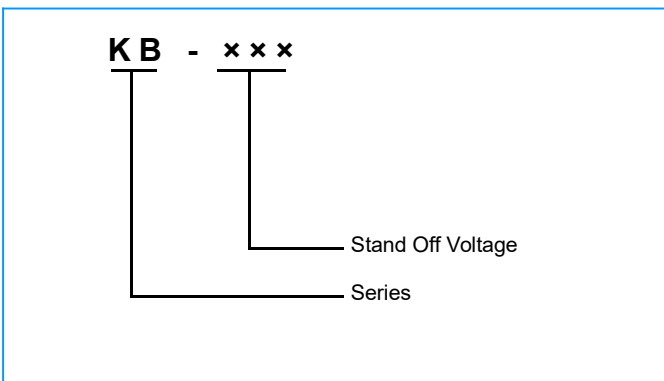 KB - ×××
Stand Off Voltage
Series